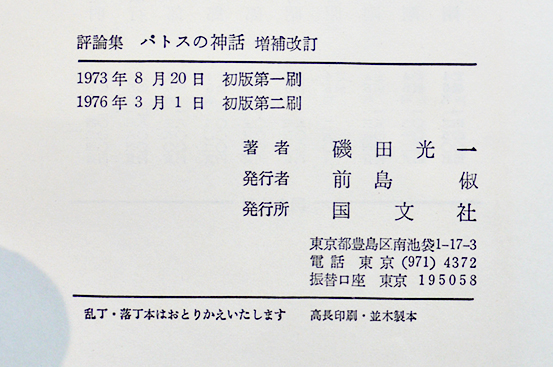 評論集 パトスの神話 増補改訂
1973年 8 月20日 初版第一刷
1976年 3 月 1 日 初版第二刷
著者 磯田光一
発行者 前島俶
発行所 国文社
東京都豊島区南池袋1-17-3
電話 東京 (971) 4372
振替口座 東京 195058
乱丁・落丁本はおとりかえいたします 高長印刷・並木製本